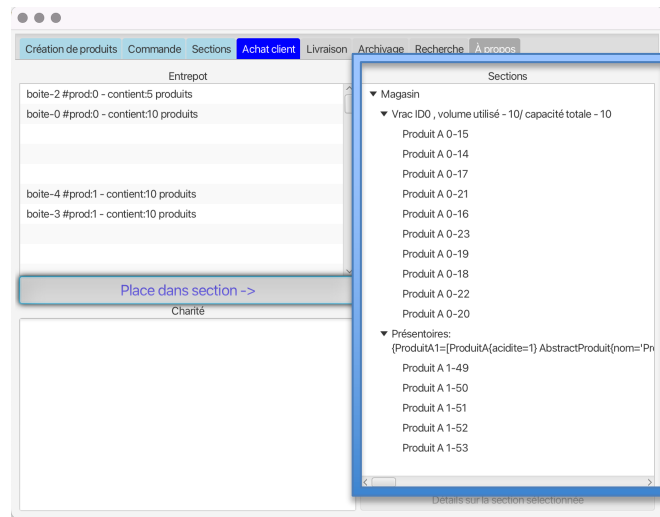 Création de produits Commande Sections Achat client Livraison Archivage Recherche À propos
Entrepot
boite-2 #prod:0 - contient:5 produits
boite-0 #prod:0 - contient:10 produits
boite-4 #prod:1 - contient:10 produits
boite-3 #prod:1 - contient:10 produits
Place dans section ->
Charité
Sections
Magasin
Vrac ID0 , volume utilisé - 10/ capacité totale - 10
Produit A 0-15
Produit A 0-14
Produit A 0-17
Produit A 0-21
Produit A 0-16
Produit A 0-23
Produit A 0-19
Produit A 0-18
Produit A 0-22
Produit A 0-20
Présentoires:
{ProduitA1=[ProduitA{acidite=1} AbstractProduit{nom='Pr
Produit A 1-49
Produit A 1-50
Produit A 1-51
Produit A 1-52
Produit A 1-53
Détails sur la section sélectionnée